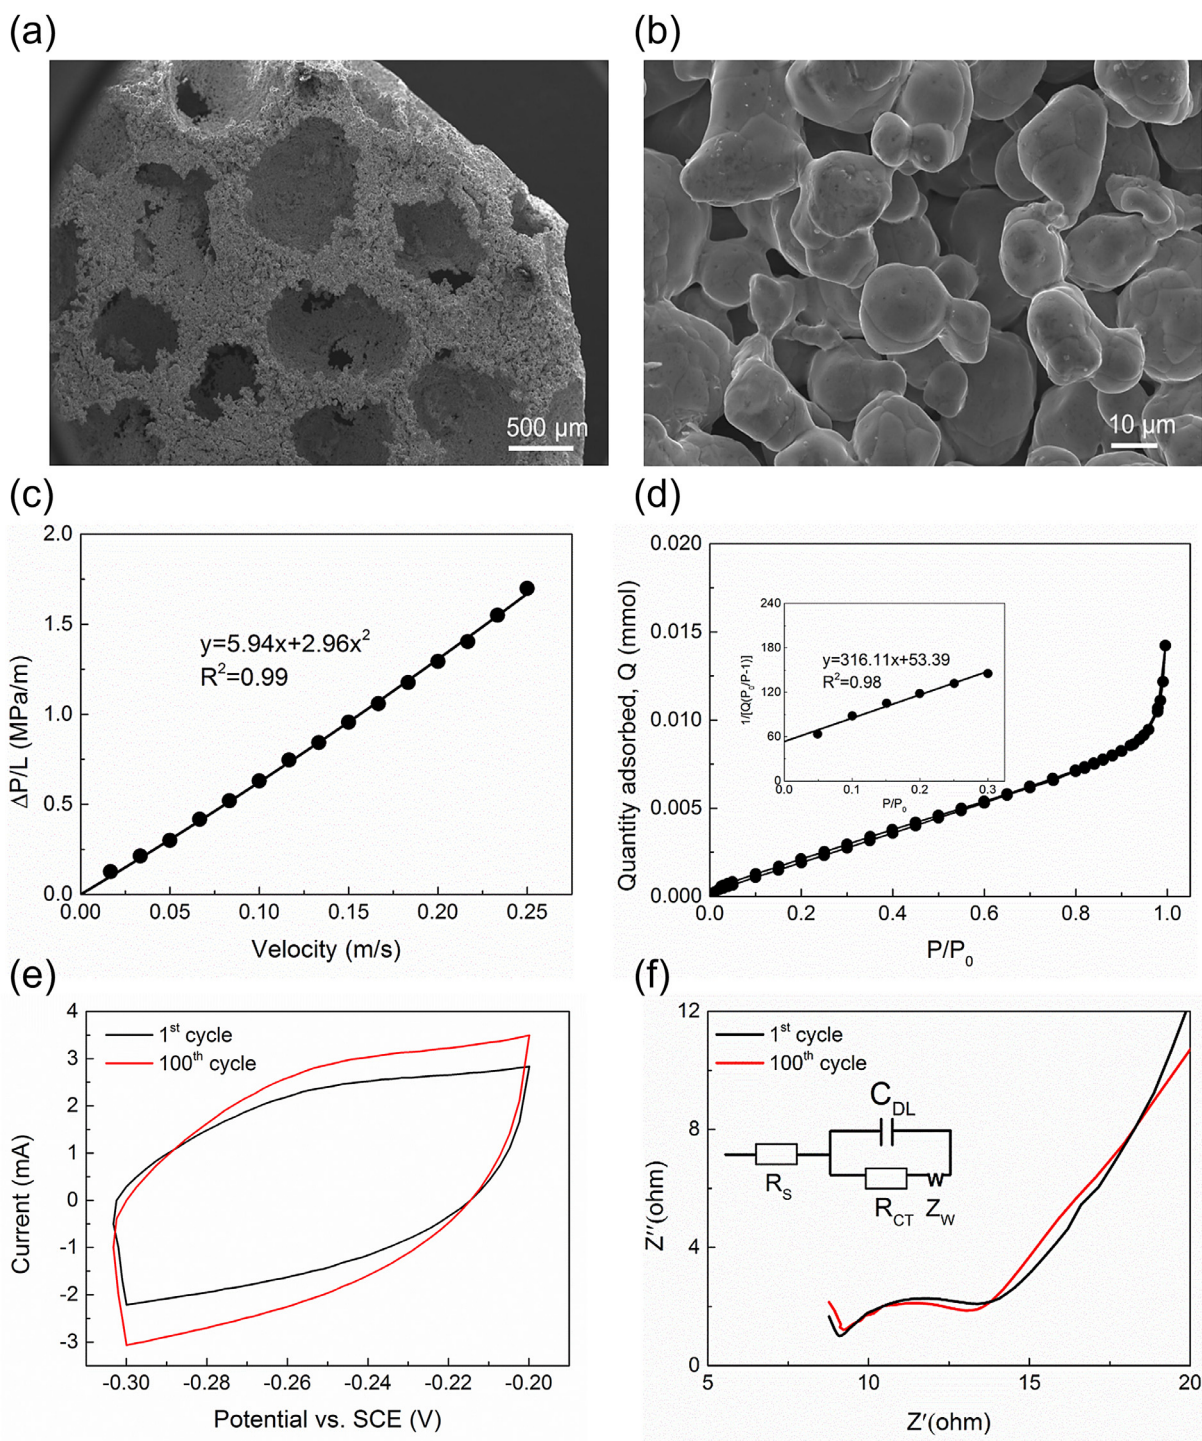 (a)
(b)
500 µm
10 µm
(c)
(d)
2.0
1.5
1.0
0.5
0.0
ΔP/L (MPa/m)
y=5.94x+2.96x²
R²=0.99
0.00 0.05 0.10 0.15 0.20 0.25
Velocity (m/s)
0.020
0.015
0.010
0.005
0.000
Quantity adsorbed, Q (mmol)
240
180
120
60
0
1/[Q(P₀/P-1)]
y=316.11x+53.39
R²=0.98
0.0 0.1 0.2 0.3
P/P₀
0.0 0.2 0.4 0.6 0.8 1.0
P/P₀
(e)
(f)
4
3
2
1
0
-1
-2
-3
Current (mA)
1st cycle
100th cycle
-0.30 -0.28 -0.26 -0.24 -0.22 -0.20
Potential vs. SCE (V)
12
8
4
0
Z′′(ohm)
1st cycle
100th cycle
C_DL
R_S
R_CT Z_W
5 10 15 20
Z′(ohm)